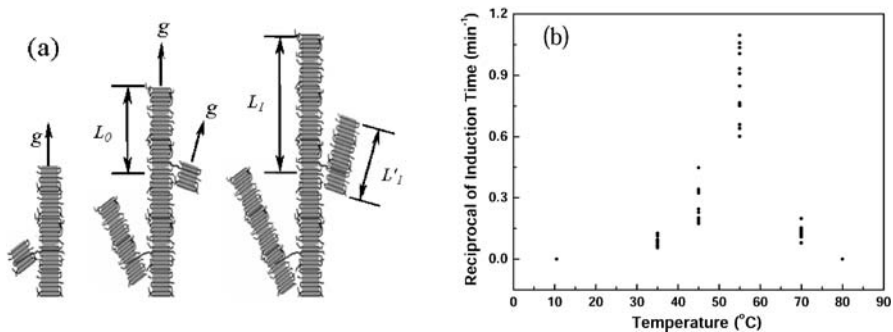 (a)
g
g
L0
g
L1
L'1
(b)
Reciprocal of Induction Time (min-1)
1.2
0.9
0.6
0.3
0.0
0 10 20 30 40 50 60 70 80 90
Temperature (oC)